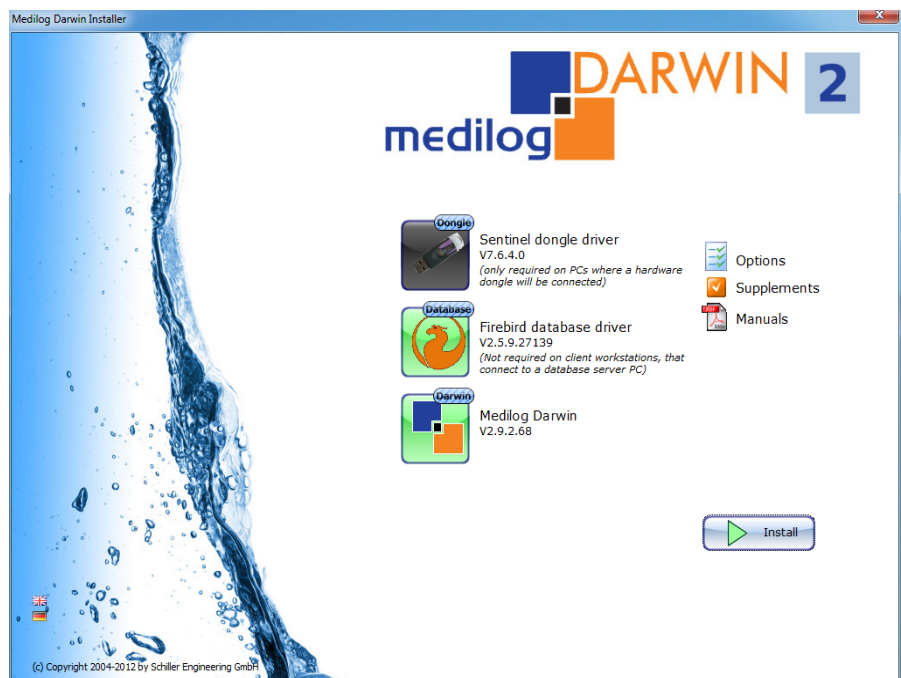 Medilog Darwin Installer
DARWIN 2
medilog
Dongle
Sentinel dongle driver
V7.6.4.0
(only required on PCs where a hardware
dongle will be connected)
Database
Firebird database driver
V2.5.9.27139
(Not required on client workstations, that
connect to a database server PC)
Darwin
Medilog Darwin
V2.9.2.68
Options
Supplements
PDF
Manuals
Install
(c) Copyright 2004-2012 by Schiller Engineering GmbH